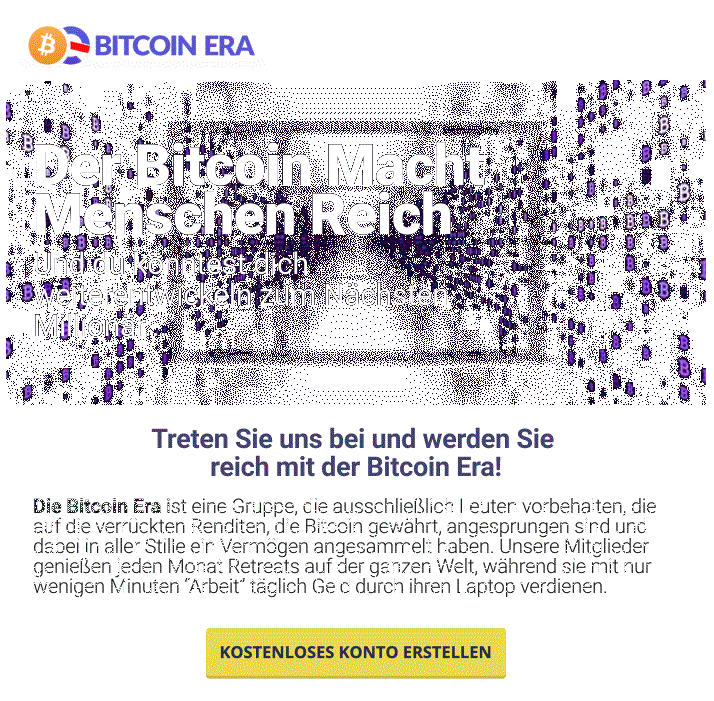 BITCOIN ERA
Der Bitcoin Macht
Menschen Reich
Und du könntest dich
weiterentwickeln zum Nächsten
Millionär
Treten Sie uns bei und werden Sie
reich mit der Bitcoin Era!
Die Bitcoin Era ist eine Gruppe, die ausschließlich Leuten vorbehalten, die
auf die verrückten Renditen, die Bitcoin gewährt, angesprungen sind und
dabei in aller Stille ein Vermögen angesammelt haben. Unsere Mitglieder
genießen jeden Monat Retreats auf der ganzen Welt, während sie mit nur
wenigen Minuten “Arbeit” täglich Geld durch ihren Laptop verdienen.
KOSTENLOSES KONTO ERSTELLEN